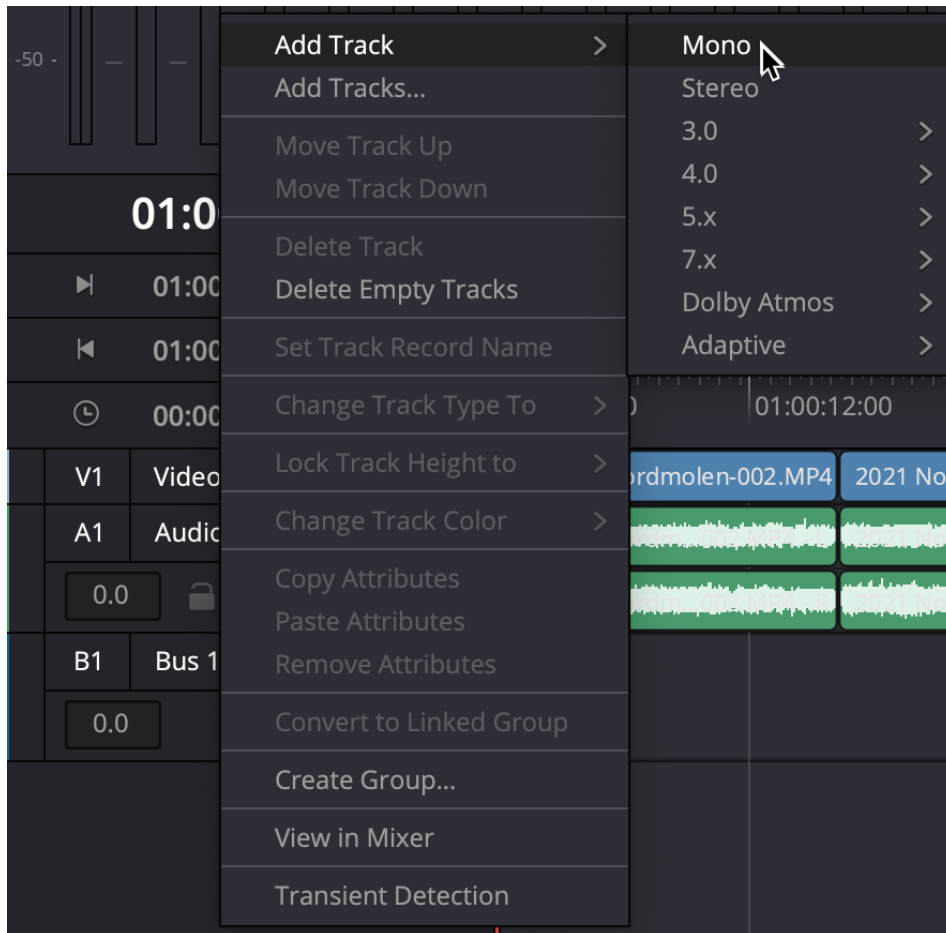 -50 -
Add Track
Add Tracks...
Move Track Up
Move Track Down
Delete Track
Delete Empty Tracks
Set Track Record Name
Change Track Type To
Lock Track Height to
Change Track Color
Copy Attributes
Paste Attributes
Remove Attributes
Convert to Linked Group
Create Group...
View in Mixer
Transient Detection
Mono
Stereo
3.0
4.0
5.x
7.x
Dolby Atmos
Adaptive
01:0
01:00
01:00
00:00
01:00:12:00
V1 Video
ordmolen-002.MP4 2021 No
A1 Audio
0.0
B1 Bus 1
0.0